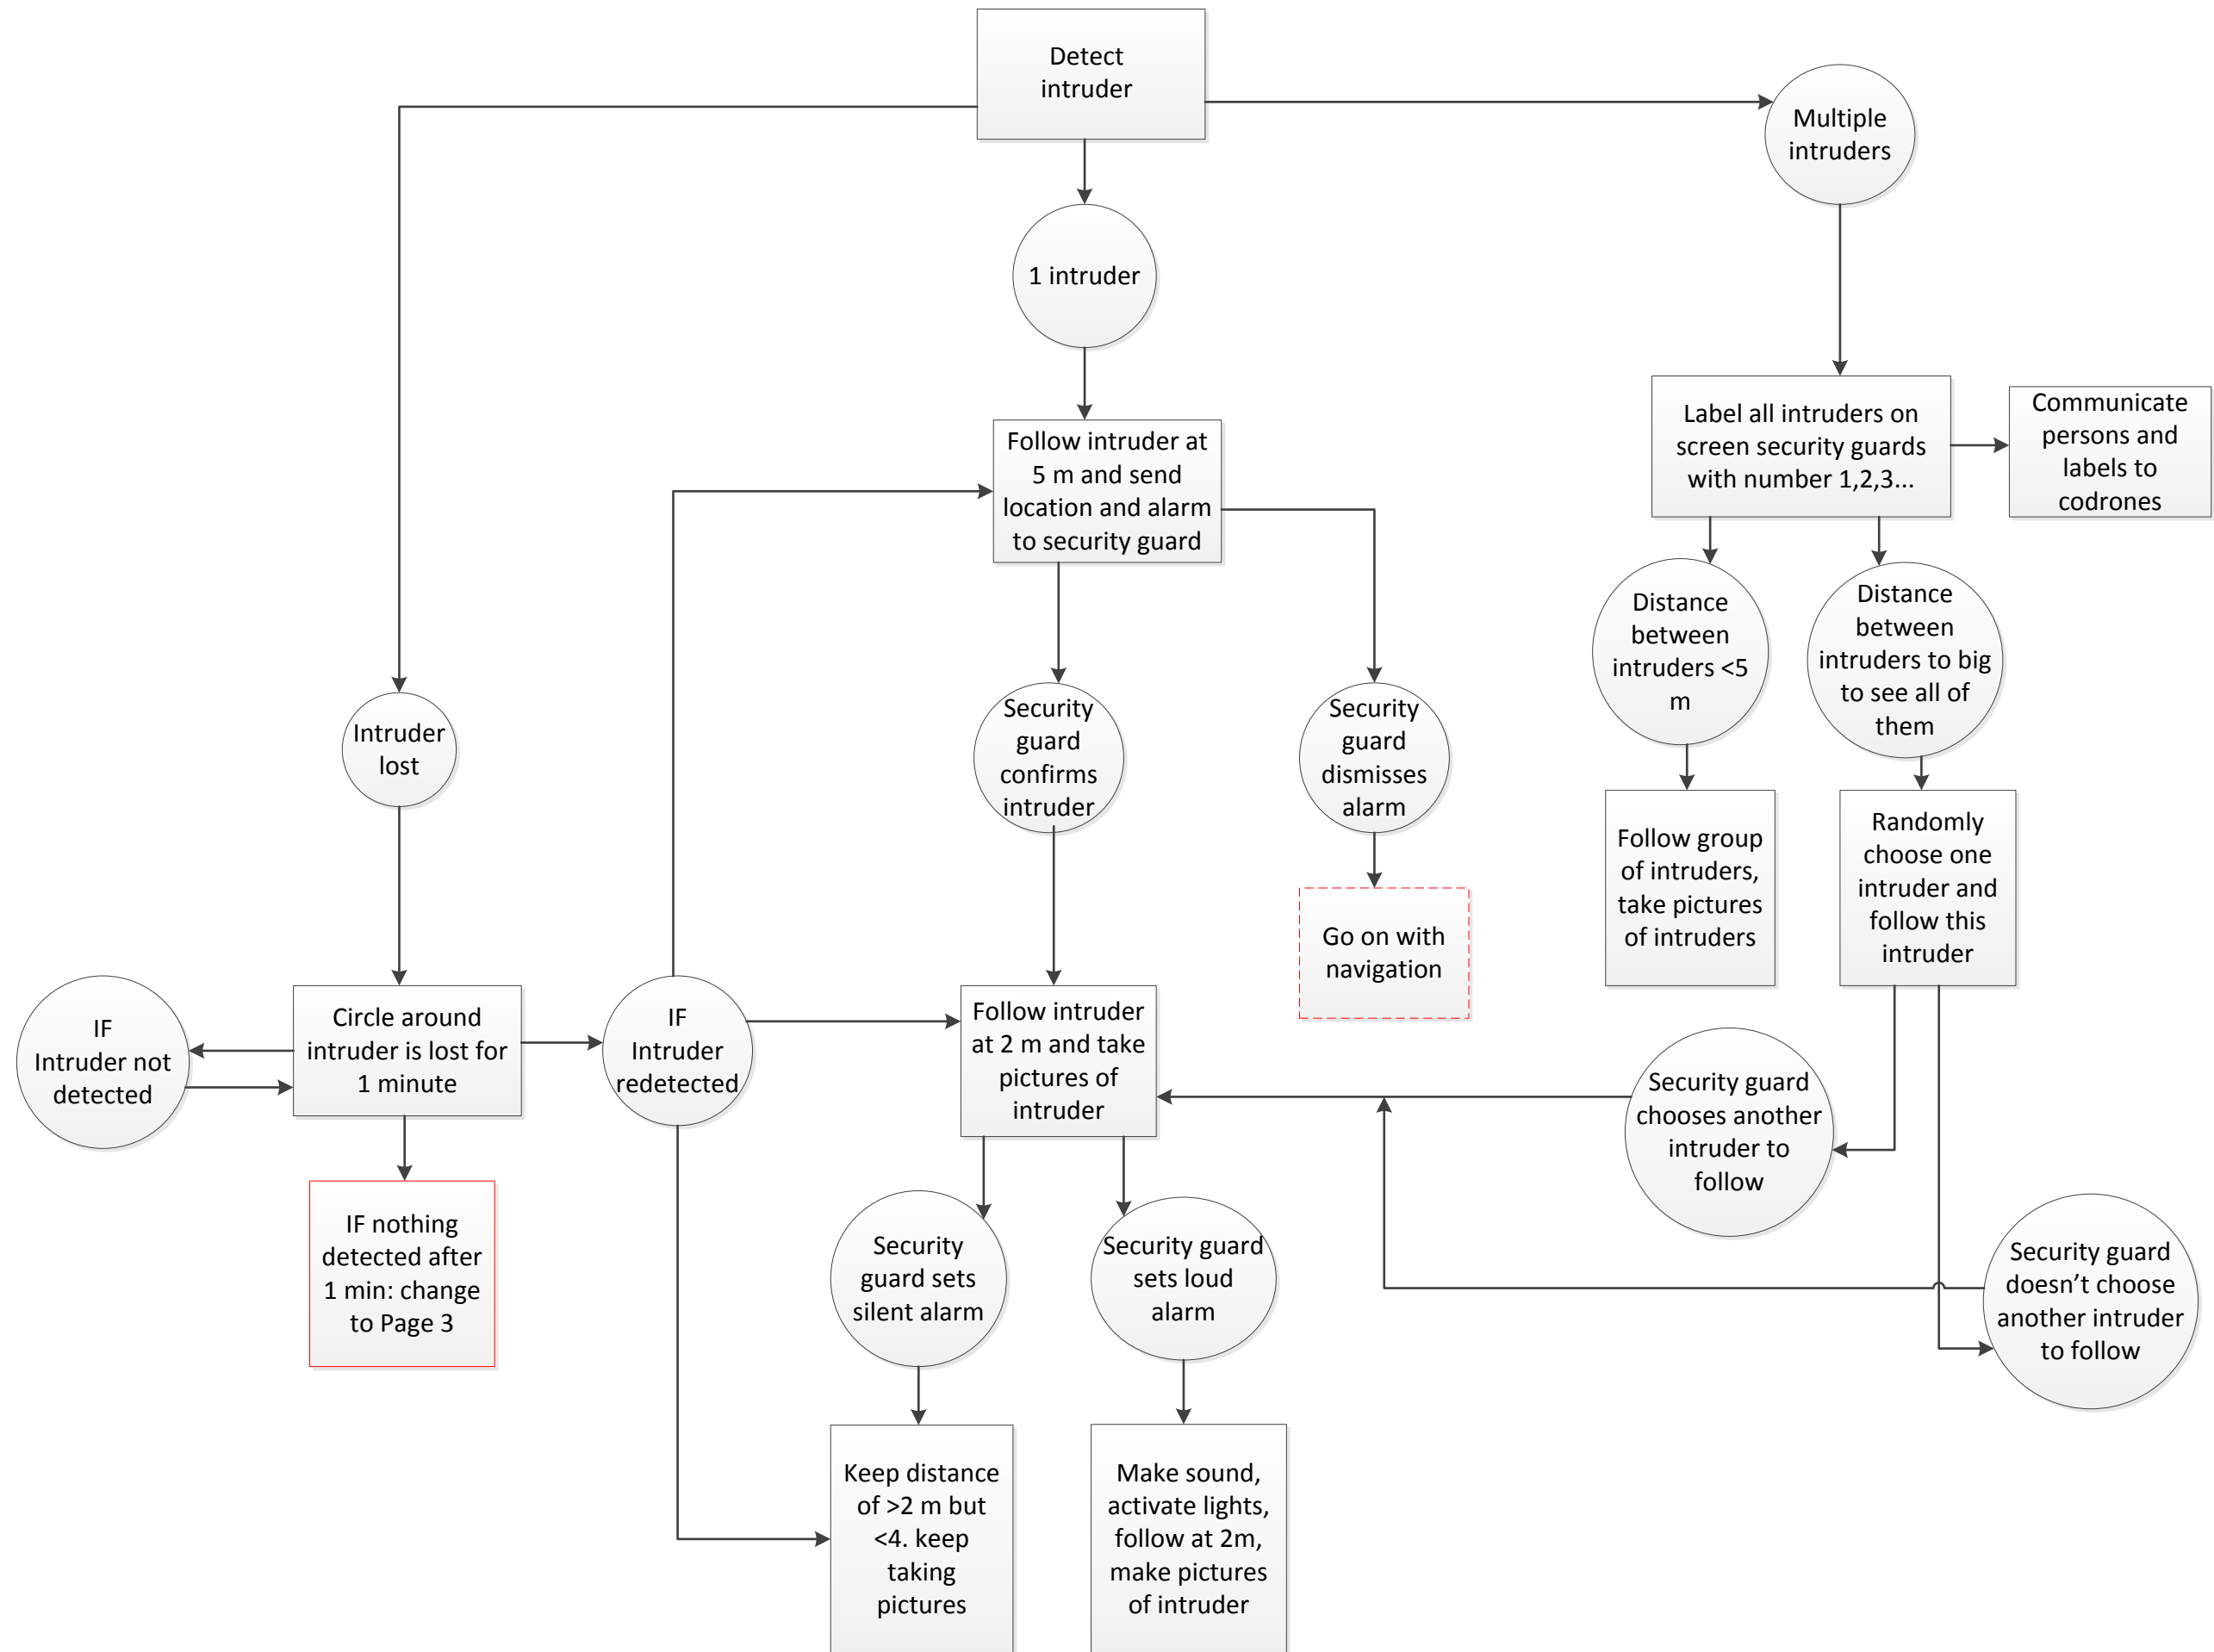 Detect
intruder
Multiple
intruders
1 intruder
Follow intruder at
5 m and send
location and alarm
to security guard
Label all intruders on
screen security guards
with number 1,2,3...
Communicate
persons and
labels to
codrones
Distance
between
intruders <5
m
Distance
between
intruders to big
to see all of
them
Intruder
lost
Security
guard
confirms
intruder
Security
guard
dismisses
alarm
Follow group
of intruders,
take pictures
of intruders
Randomly
choose one
intruder and
follow this
intruder
Go on with
navigation
IF
Intruder not
detected
Circle around
intruder is lost for
1 minute
IF
Intruder
redetected
Follow intruder
at 2 m and take
pictures of
intruder
Security guard
chooses another
intruder to
follow
IF nothing
detected after
1 min: change
to Page 3
Security
guard sets
silent alarm
Security guard
sets loud
alarm
Security guard
doesn’t choose
another intruder
to follow
Keep distance
of >2 m but
<4. keep
taking
pictures
Make sound,
activate lights,
follow at 2m,
make pictures
of intruder